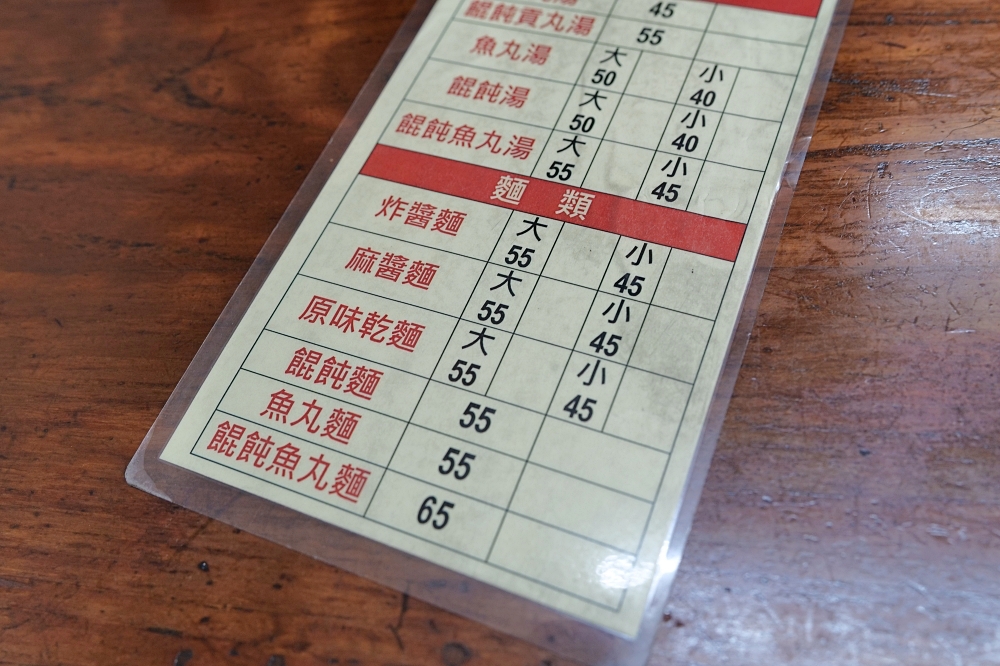 湯 45
餛飩貢丸湯 55
魚丸湯 大 50 小 40
餛飩湯 大 50 小 40
餛飩魚丸湯 大 55 小 45
麵 類
炸醬麵 大 55 小 45
麻醬麵 大 55 小 45
原味乾麵 大 55 小 45
餛飩麵 55
魚丸麵 55
餛飩魚丸麵 65